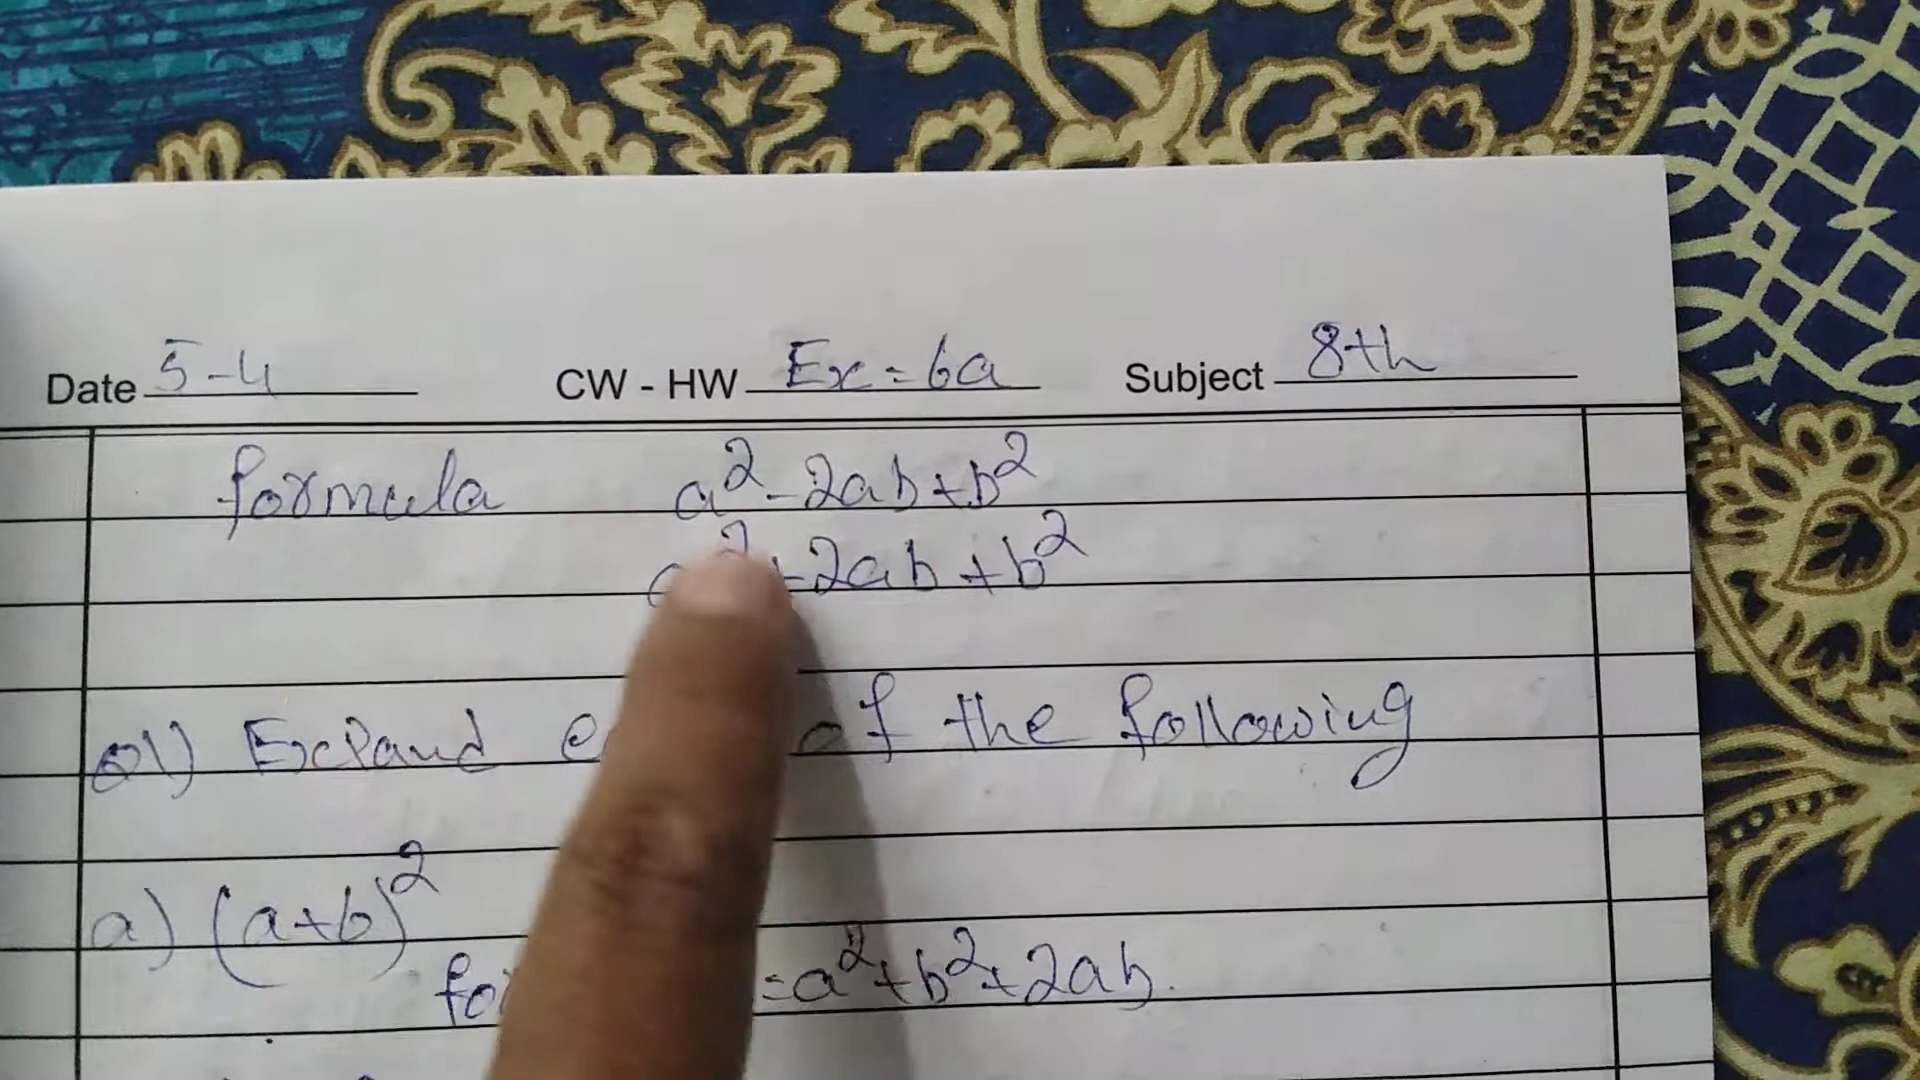 Date 5-4 CW - HW Ex = 6a Subject 8th
formula a²-2ab+b²
+2ab+b²
Q1) Expand of the following
a) (a+b)²
=a²+b²+2ab.